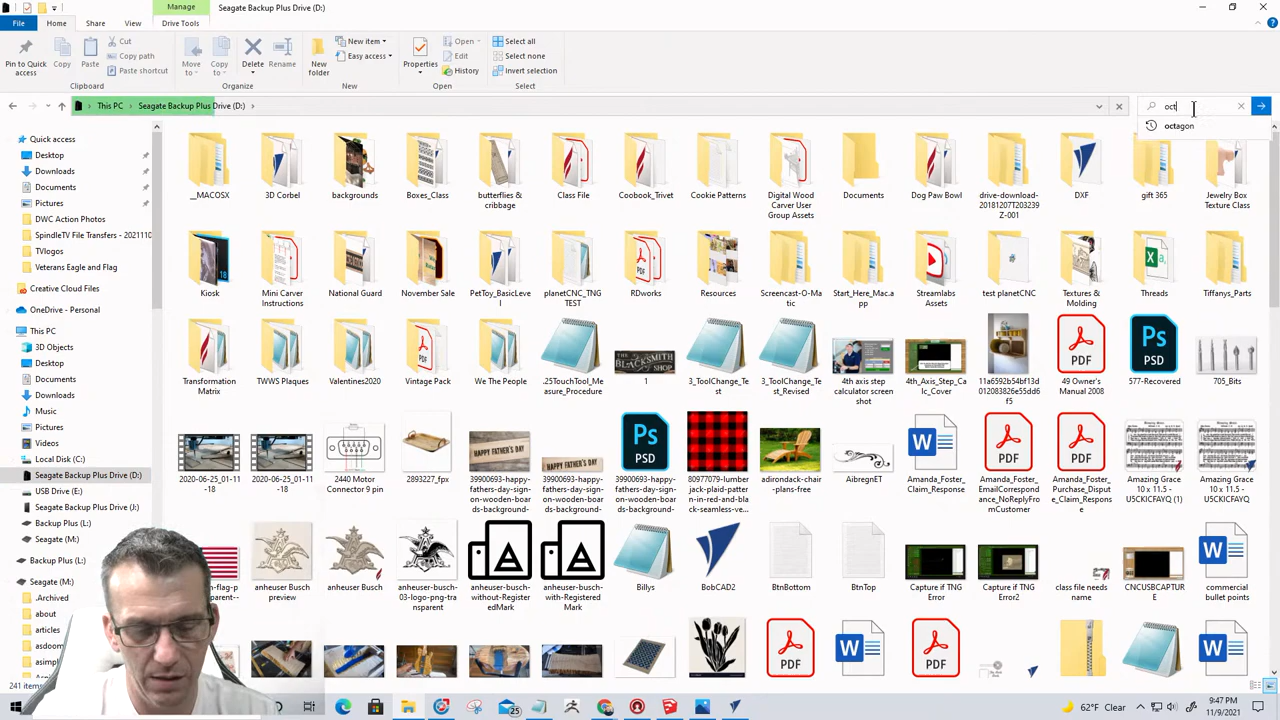 Manage
Seagate Backup Plus Drive (D:)
File
Home
Share
View
Drive Tools
Pin to Quick access
Copy
Paste
Cut
Copy path
Paste shortcut
Move to
Copy to
Delete
Rename
New folder
New item
Easy access
Properties
Open
Edit
History
Select all
Select none
Invert selection
Clipboard
Organize
New
Open
Select
This PC
Seagate Backup Plus Drive (D:)
oct
octagon
Quick access
Desktop
Downloads
Documents
Pictures
DWC Action Photos
SpindleTV File Transfers - 20211110
TVlogos
Veterans Eagle and Flag
Creative Cloud Files
OneDrive - Personal
This PC
3D Objects
Desktop
Documents
Downloads
Music
Pictures
Videos
Local Disk (C:)
Seagate Backup Plus Drive (D:)
USB Drive (E:)
Seagate Backup Plus Drive (J:)
Backup Plus (L:)
Seagate (M:)
Backup Plus (L:)
Seagate (M:)
.Archived
about
articles
241 items
__MACOSX
3D Corbel
backgrounds
Boxes_Class
butterflies & cribbage
Class File
Coobook_Trivet
Cookie Patterns
Digital Wood Carver User Group Assets
Documents
Dog Paw Bowl
drive-download-20181207T203239Z-001
DXF
gift 365
Jewelry Box Texture Class
Kiosk
Mini Carver Instructions
National Guard
November Sale
PetToy_BasicLevel
planetCNC_TNG TEST
RDworks
Resources
Screencast-O-Matic
Start_Here_Mac.app
Streamlabs Assets
test planetCNC
Textures & Molding
Threads
Tiffanys_Parts
Transformation Matrix
TWWS Plaques
Valentines2020
Vintage Pack
We The People
.25TouchTool_Measure_Procedure
1
3_ToolChange_Test
3_ToolChange_Test_Revised
4th axis step calculator screen shot
4th_Axis_Step_Calc_Cover
11a6592b54bf13d012083826e55dd6f5
49 Owner's Manual 2008
577-Recovered
705_Bits
2020-06-25_01-11-18
2020-06-25_01-11-18
2440 Motor Connector 9 pin
2893227_fpx
39900693-happy-fathers-day-sign-on-wooden-boards-background-
39900693-happy-fathers-day-sign-on-wooden-boards-background-
39900693-happy-fathers-day-sign-on-wooden-boards-background-
80977079-lumberjack-plaid-pattern-in-red-and-black-seamless-ve...
adirondack-chair-plans-free
AibregnET
Amanda_Foster_Claim_Response
Amanda_Foster_EmailCorrespondance_NoReplyFromCustomer
Amanda_Foster_Purchase_Dispute_Claim_Response
Amazing Grace 10 x 11.5 - U5CKICFAYCQ (1)
Amazing Grace 10 x 11.5 - U5CKICFAYCQ
anheuser busch preview
anheuser Busch
anheuser-busch-03-logo-png-transparent
anheuser-busch-without-RegisteredMark
anheuser-busch-with-Registered Mark
Billys
BobCAD2
BtnBottom
BtnTop
Capture if TNG Error
Capture if TNG Error2
class file needs name
CNCUSBCAPTURE
commercial bullet points
62°F Clear
9:47 PM
11/9/2021